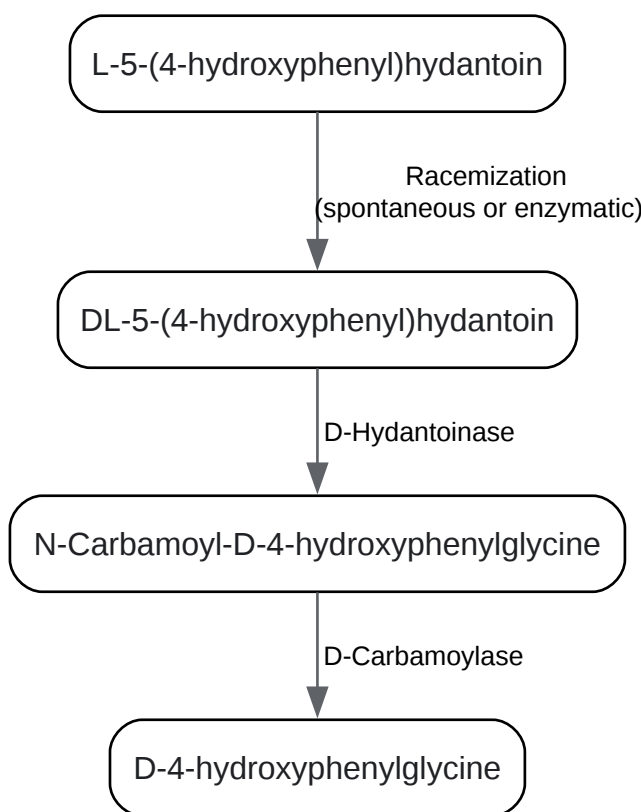 L-5-(4-hydroxyphenyl)hydantoin
Racemization
(spontaneous or enzymatic)
DL-5-(4-hydroxyphenyl)hydantoin
D-Hydantoinase
N-Carbamoyl-D-4-hydroxyphenylglycine
D-Carbamoylase
D-4-hydroxyphenylglycine